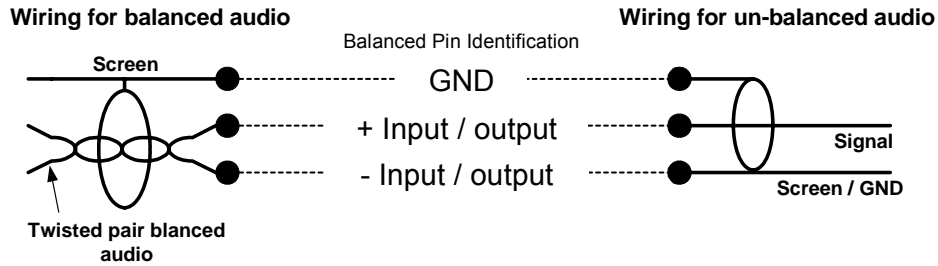 Wiring for balanced audio
Wiring for un-balanced audio
Balanced Pin Identification
Screen
GND
+ Input / output
Signal
- Input / output
Screen / GND
Twisted pair blanced
audio